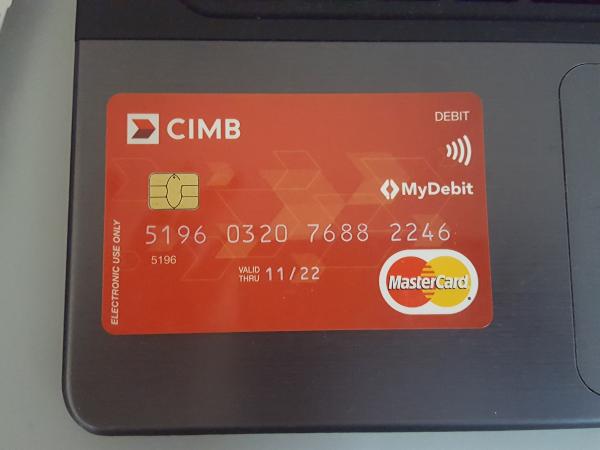 CIMB
DEBIT
MyDebit
5196 0320 7688 2246
5196
VALID THRU 11/22
ELECTRONIC USE ONLY
MasterCard